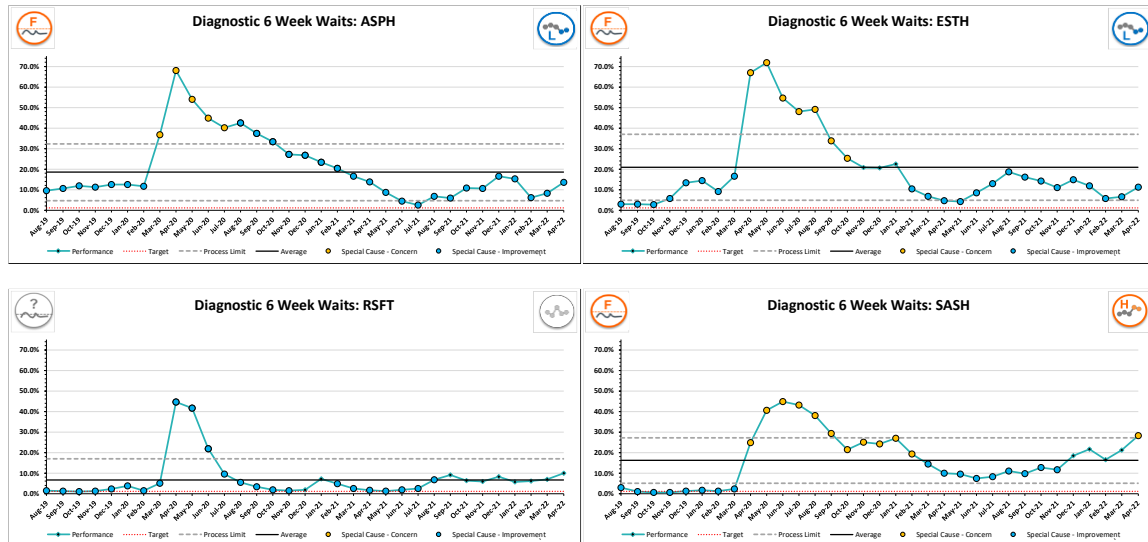 Diagnostic 6 Week Waits: ASPH
F
L
70.0%
60.0%
50.0%
40.0%
30.0%
20.0%
10.0%
0.0%
Aug-19 Sep-19 Oct-19 Nov-19 Dec-19 Jan-20 Feb-20 Mar-20 Apr-20 May-20 Jun-20 Jul-20 Aug-20 Sep-20 Oct-20 Nov-20 Dec-20 Jan-21 Feb-21 Mar-21 Apr-21 May-21 Jun-21 Jul-21 Aug-21 Sep-21 Oct-21 Nov-21 Dec-21 Jan-22 Feb-22 Mar-22 Apr-22
Performance Target Process Limit Average Special Cause - Concern Special Cause - Improvement
Diagnostic 6 Week Waits: ESTH
F
L
70.0%
60.0%
50.0%
40.0%
30.0%
20.0%
10.0%
0.0%
Aug-19 Sep-19 Oct-19 Nov-19 Dec-19 Jan-20 Feb-20 Mar-20 Apr-20 May-20 Jun-20 Jul-20 Aug-20 Sep-20 Oct-20 Nov-20 Dec-20 Jan-21 Feb-21 Mar-21 Apr-21 May-21 Jun-21 Jul-21 Aug-21 Sep-21 Oct-21 Nov-21 Dec-21 Jan-22 Feb-22 Mar-22 Apr-22
Performance Target Process Limit Average Special Cause - Concern Special Cause - Improvement
Diagnostic 6 Week Waits: RSFT
?
70.0%
60.0%
50.0%
40.0%
30.0%
20.0%
10.0%
0.0%
Aug-19 Sep-19 Oct-19 Nov-19 Dec-19 Jan-20 Feb-20 Mar-20 Apr-20 May-20 Jun-20 Jul-20 Aug-20 Sep-20 Oct-20 Nov-20 Dec-20 Jan-21 Feb-21 Mar-21 Apr-21 May-21 Jun-21 Jul-21 Aug-21 Sep-21 Oct-21 Nov-21 Dec-21 Jan-22 Feb-22 Mar-22 Apr-22
Performance Target Process Limit Average Special Cause - Concern Special Cause - Improvement
Diagnostic 6 Week Waits: SASH
F
H
70.0%
60.0%
50.0%
40.0%
30.0%
20.0%
10.0%
0.0%
Aug-19 Sep-19 Oct-19 Nov-19 Dec-19 Jan-20 Feb-20 Mar-20 Apr-20 May-20 Jun-20 Jul-20 Aug-20 Sep-20 Oct-20 Nov-20 Dec-20 Jan-21 Feb-21 Mar-21 Apr-21 May-21 Jun-21 Jul-21 Aug-21 Sep-21 Oct-21 Nov-21 Dec-21 Jan-22 Feb-22 Mar-22 Apr-22
Performance Target Process Limit Average Special Cause - Concern Special Cause - Improvement